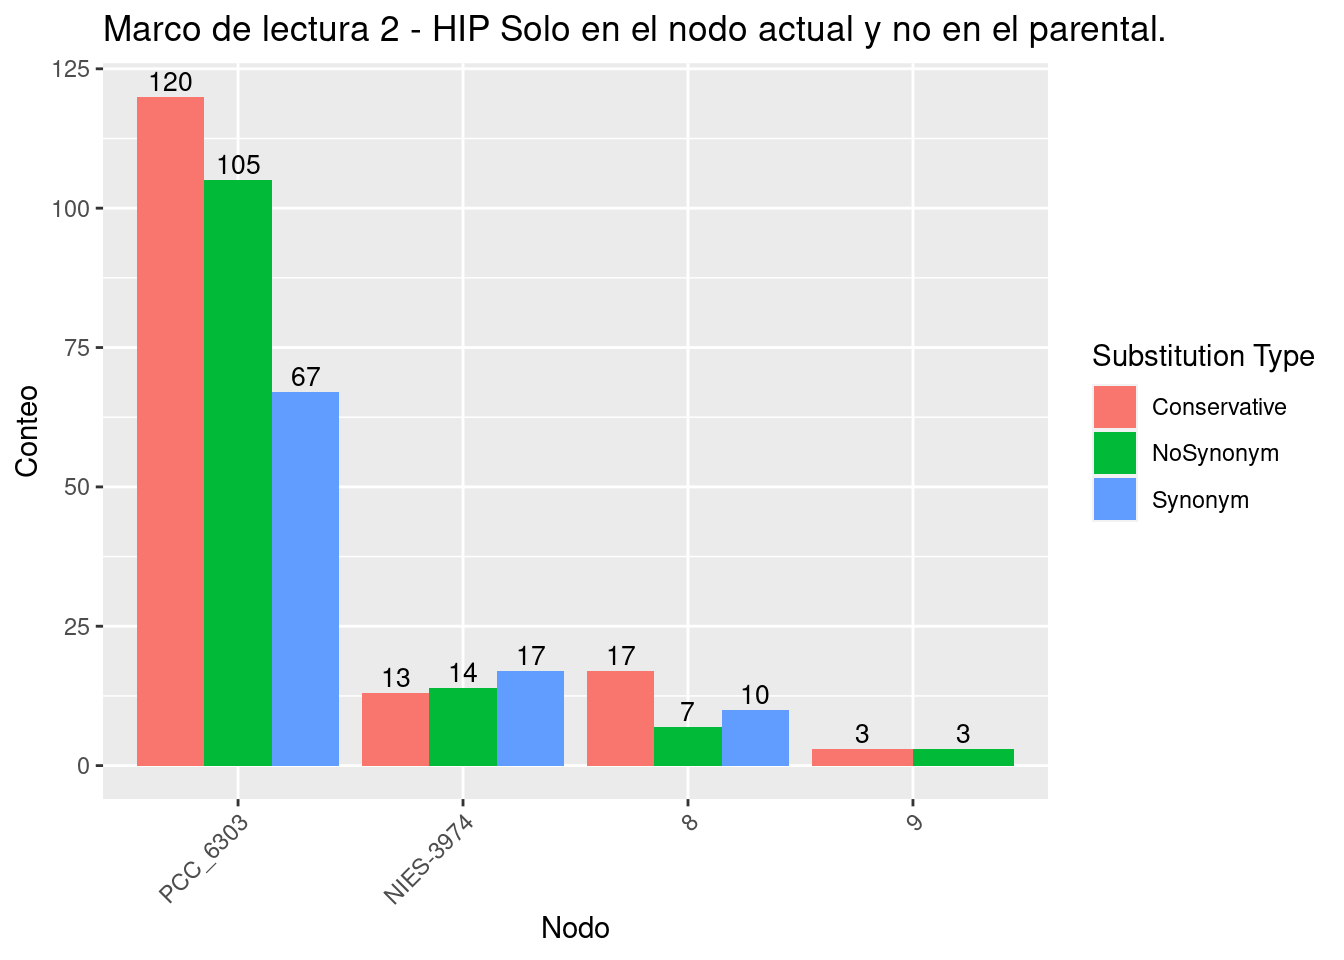 Marco de lectura 2 - HIP Solo en el nodo actual y no en el parental.
125
100
75
50
25
0
Conteo
120
105
67
13
14
17
17
7
10
3
3
PCC_6303
NIES-3974
8
9
Nodo
Substitution Type
Conservative
NoSynonym
Synonym